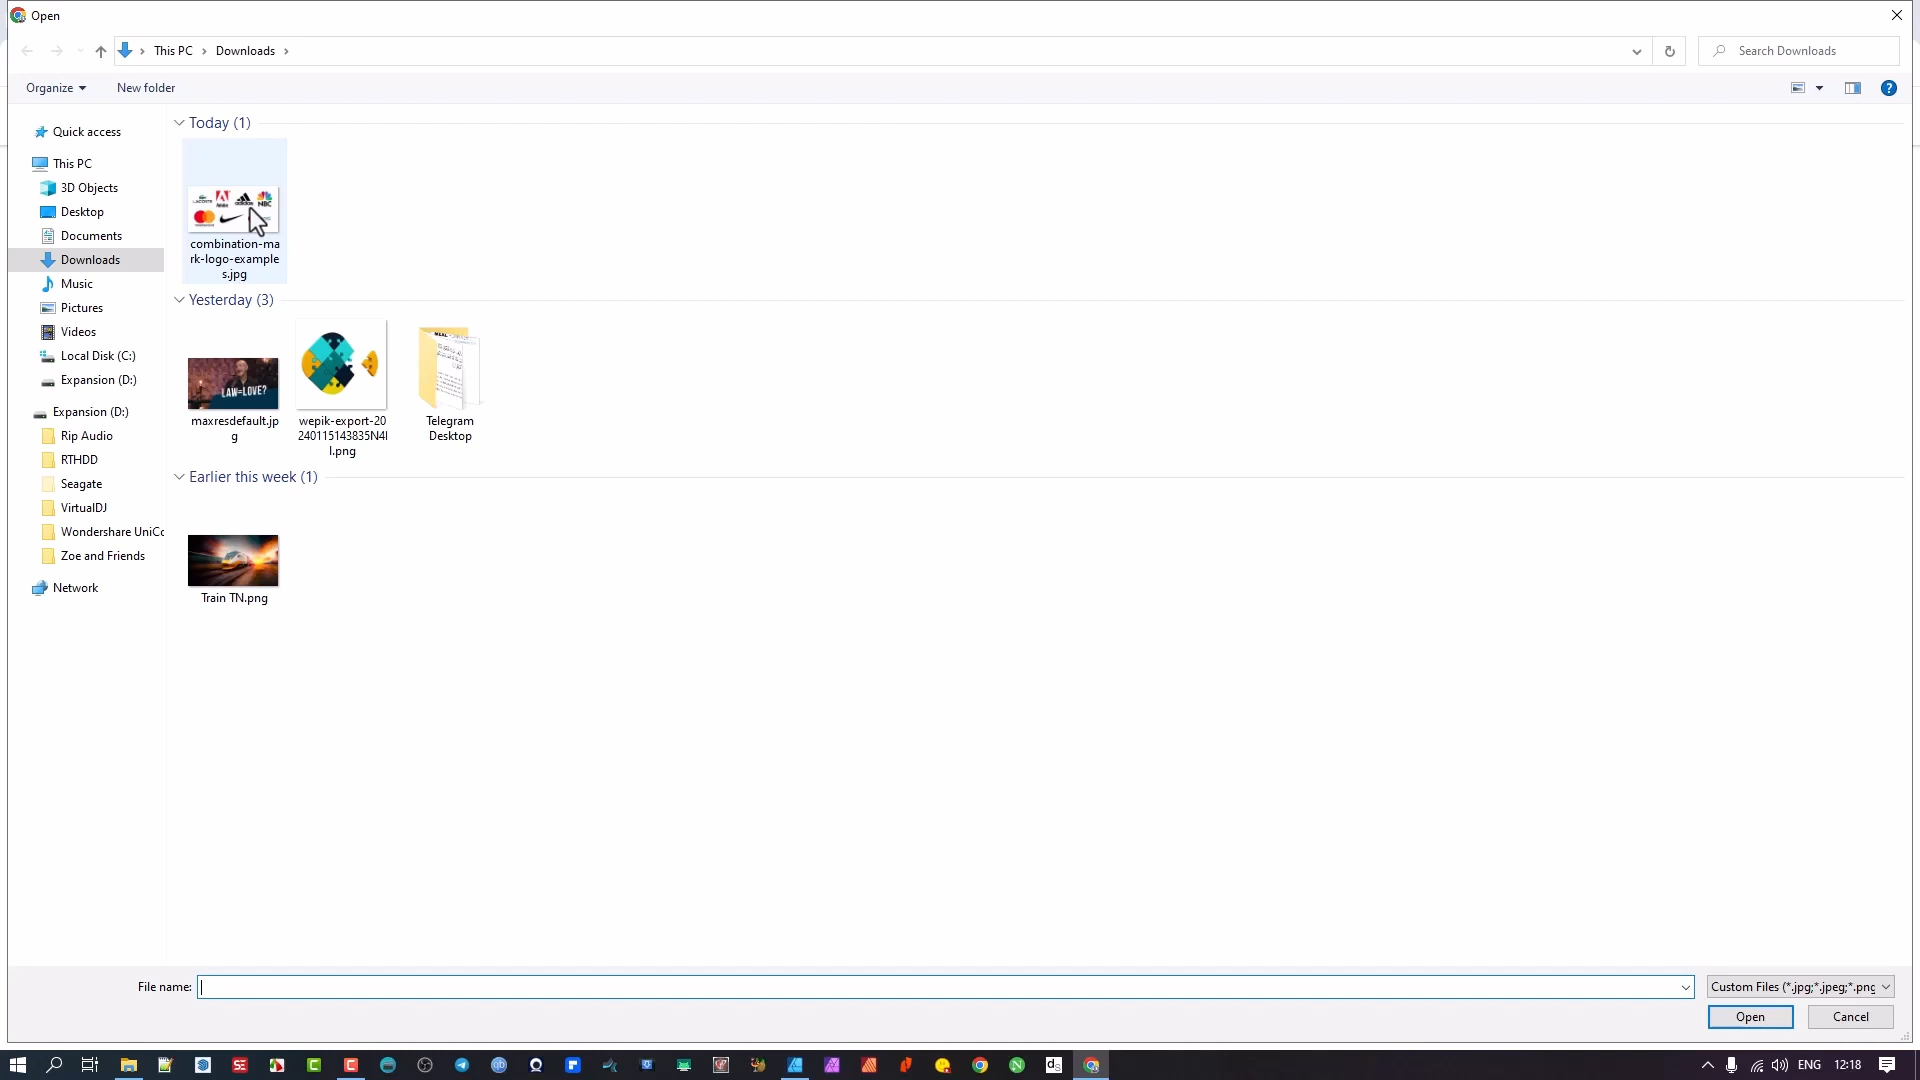 Open
This PC
Downloads
Search Downloads
Organize
New folder
Quick access
This PC
3D Objects
Desktop
Documents
Downloads
Music
Pictures
Videos
Local Disk (C:)
Expansion (D:)
Expansion (D:)
Rip Audio
RTHDD
Seagate
VirtualDJ
Wondershare UniCo
Zoe and Friends
Network
Today (1)
LACOSTE
Adobe
adidas
NBC
combination-ma
rk-logo-example
s.jpg
Yesterday (3)
LAW=LOVE?
maxresdefault.jp
g
wepik-export-20
240115143835N4I
I.png
Telegram
Desktop
Earlier this week (1)
Train TN.png
File name:
Custom Files (*.jpg;*.jpeg;*.png
Open
Cancel
ENG
12:18